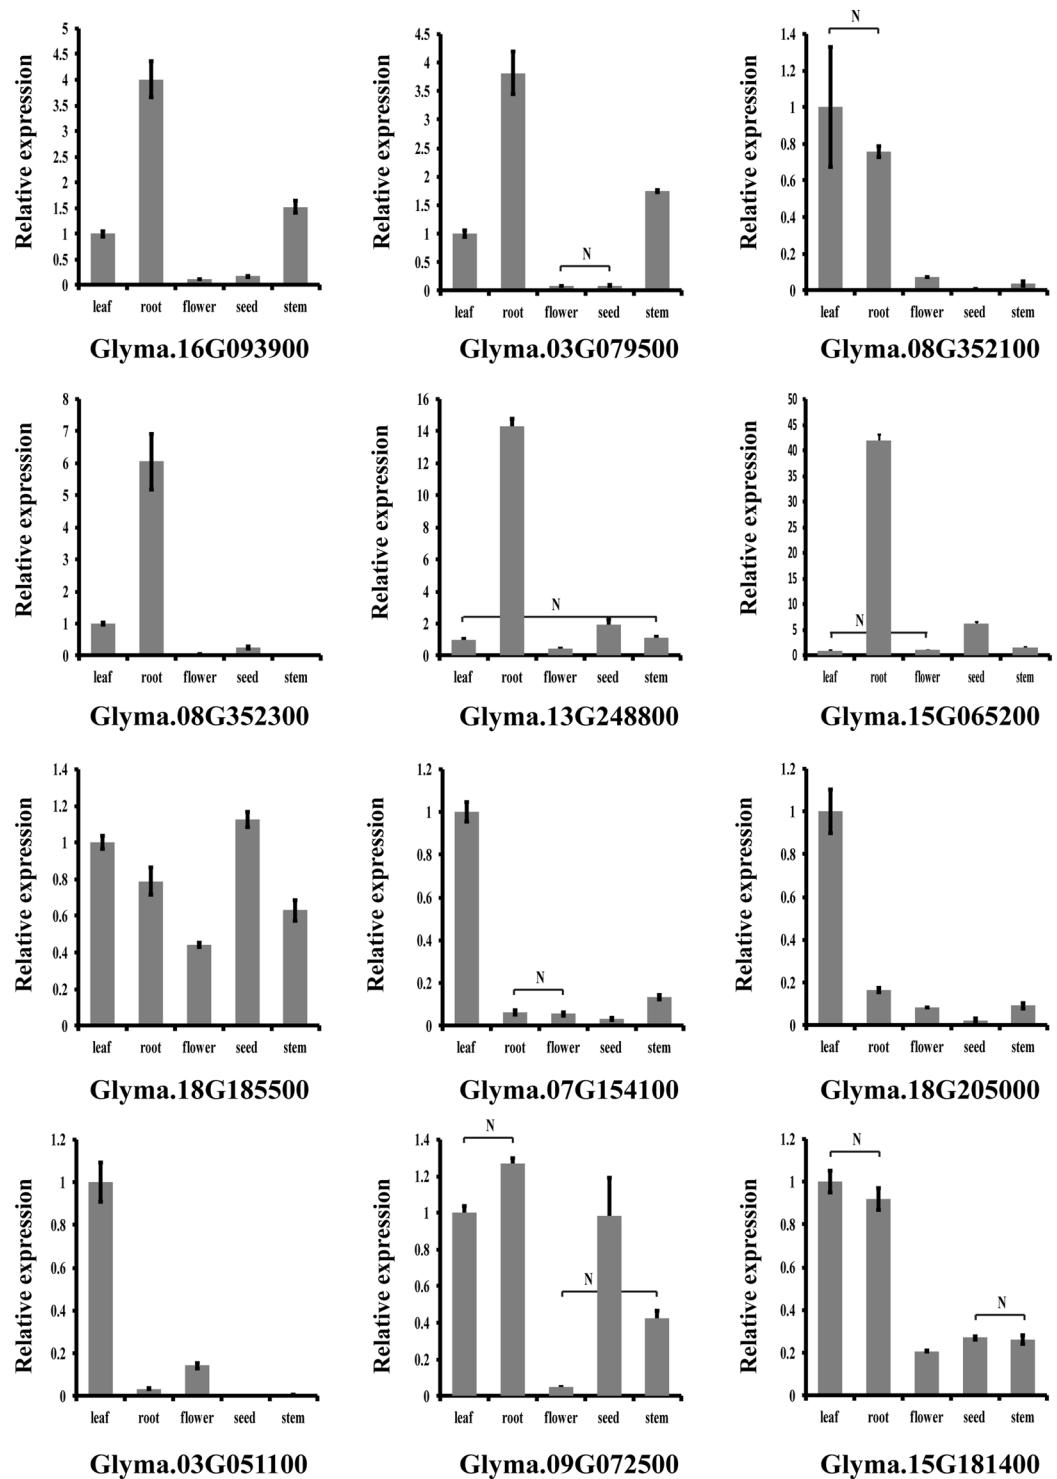 Relative expression
5
4.5
4
3.5
3
2.5
2
1.5
1
0.5
0
leaf root flower seed stem
Glyma.16G093900
Relative expression
4.5
4
3.5
3
2.5
2
1.5
1
0.5
0
N
leaf root flower seed stem
Glyma.03G079500
Relative expression
N
1.4
1.2
1
0.8
0.6
0.4
0.2
0
leaf root flower seed stem
Glyma.08G352100
Relative expression
8
7
6
5
4
3
2
1
0
leaf root flower seed stem
Glyma.08G352300
Relative expression
16
14
12
10
8
6
4
2
0
N
leaf root flower seed stem
Glyma.13G248800
Relative expression
50
45
40
35
30
25
20
15
10
5
0
N
leaf root flower seed stem
Glyma.15G065200
Relative expression
1.4
1.2
1
0.8
0.6
0.4
0.2
0
leaf root flower seed stem
Glyma.18G185500
Relative expression
1.2
1
0.8
0.6
0.4
0.2
0
N
leaf root flower seed stem
Glyma.07G154100
Relative expression
1.2
1
0.8
0.6
0.4
0.2
0
leaf root flower seed stem
Glyma.18G205000
Relative expression
1.2
1
0.8
0.6
0.4
0.2
0
leaf root flower seed stem
Glyma.03G051100
Relative expression
N
1.4
1.2
1
0.8
0.6
0.4
0.2
0
N
leaf root flower seed stem
Glyma.09G072500
Relative expression
1.2
1
0.8
0.6
0.4
0.2
0
N
N
leaf root flower seed stem
Glyma.15G181400